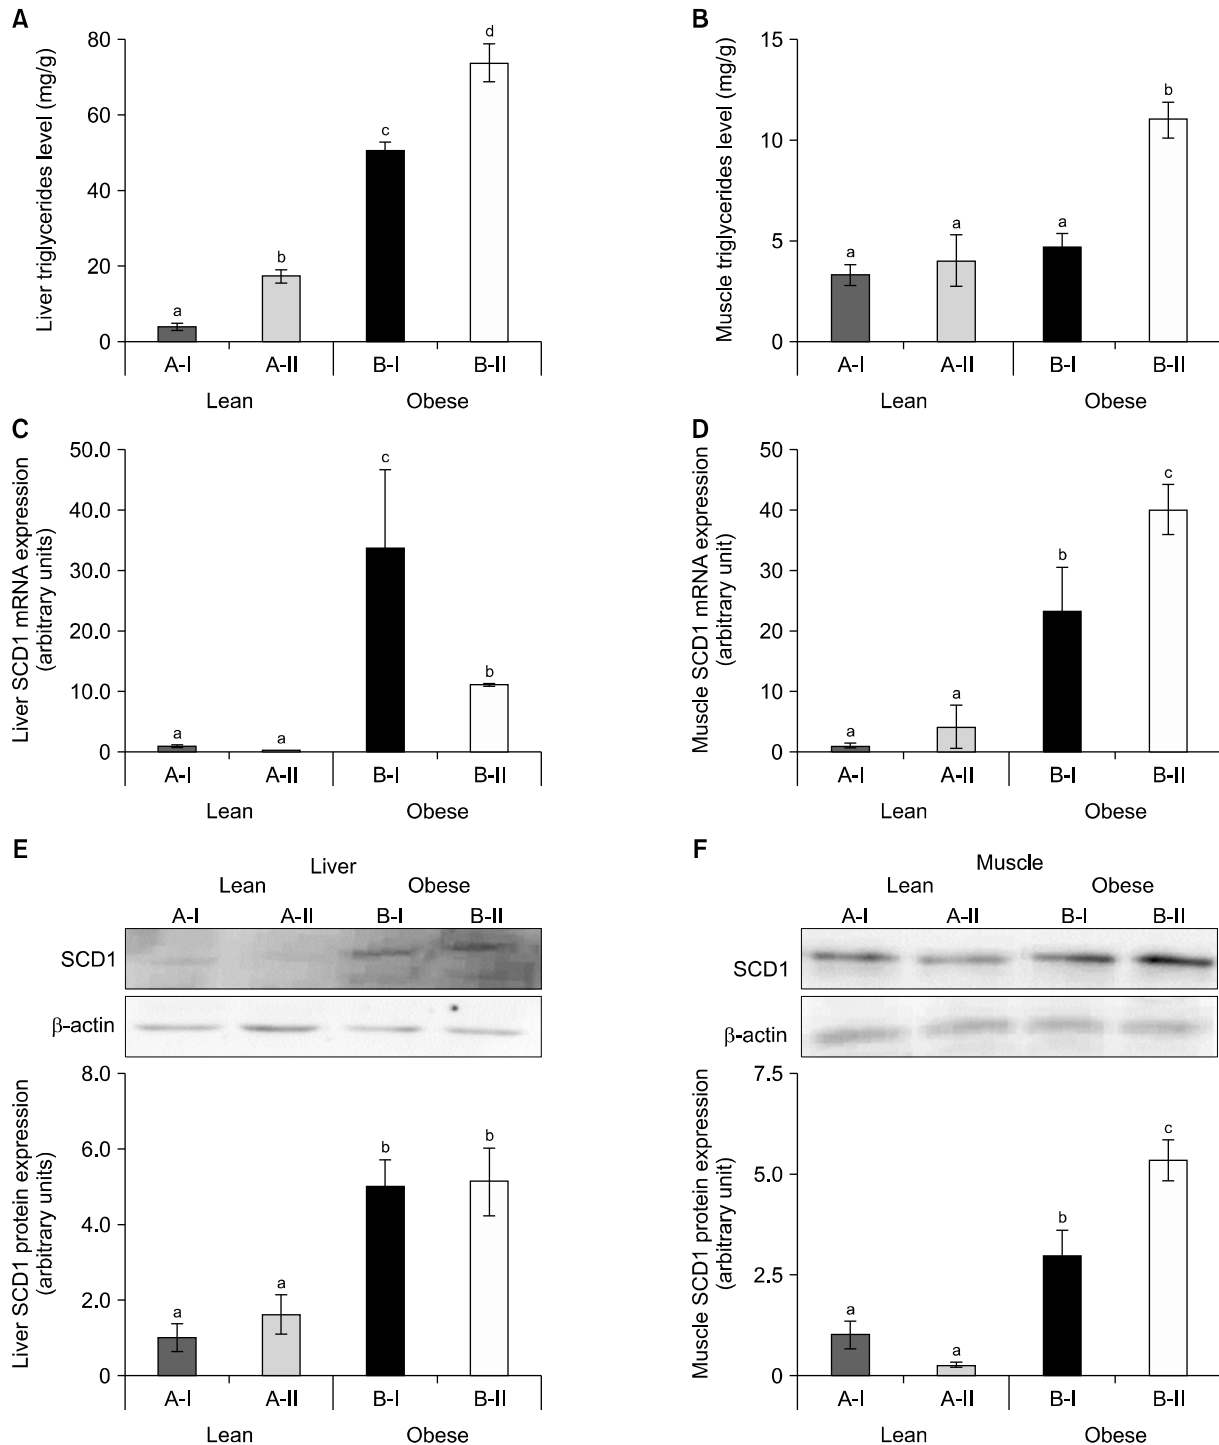 A
Liver triglycerides level (mg/g)
80
60
40
20
0
a
b
c
d
A-I
A-II
B-I
B-II
Lean
Obese
B
Muscle triglycerides level (mg/g)
15
10
5
0
a
a
a
b
A-I
A-II
B-I
B-II
Lean
Obese
C
Liver SCD1 mRNA expression
(arbitrary units)
50.0
40.0
30.0
20.0
10.0
0
a
a
c
b
A-I
A-II
B-I
B-II
Lean
Obese
D
Muscle SCD1 mRNA expression
(arbitrary unit)
50
40
30
20
10
0
a
a
b
c
A-I
A-II
B-I
B-II
Lean
Obese
E
Liver
Lean
Obese
A-I
A-II
B-I
B-II
SCD1
β-actin
Liver SCD1 protein expression
(arbitrary units)
8.0
6.0
4.0
2.0
0
a
a
b
b
A-I
A-II
B-I
B-II
Lean
Obese
F
Muscle
Lean
Obese
A-I
A-II
B-I
B-II
SCD1
β-actin
Muscle SCD1 protein expression
(arbitrary unit)
7.5
5.0
2.5
0
a
a
b
c
A-I
A-II
B-I
B-II
Lean
Obese